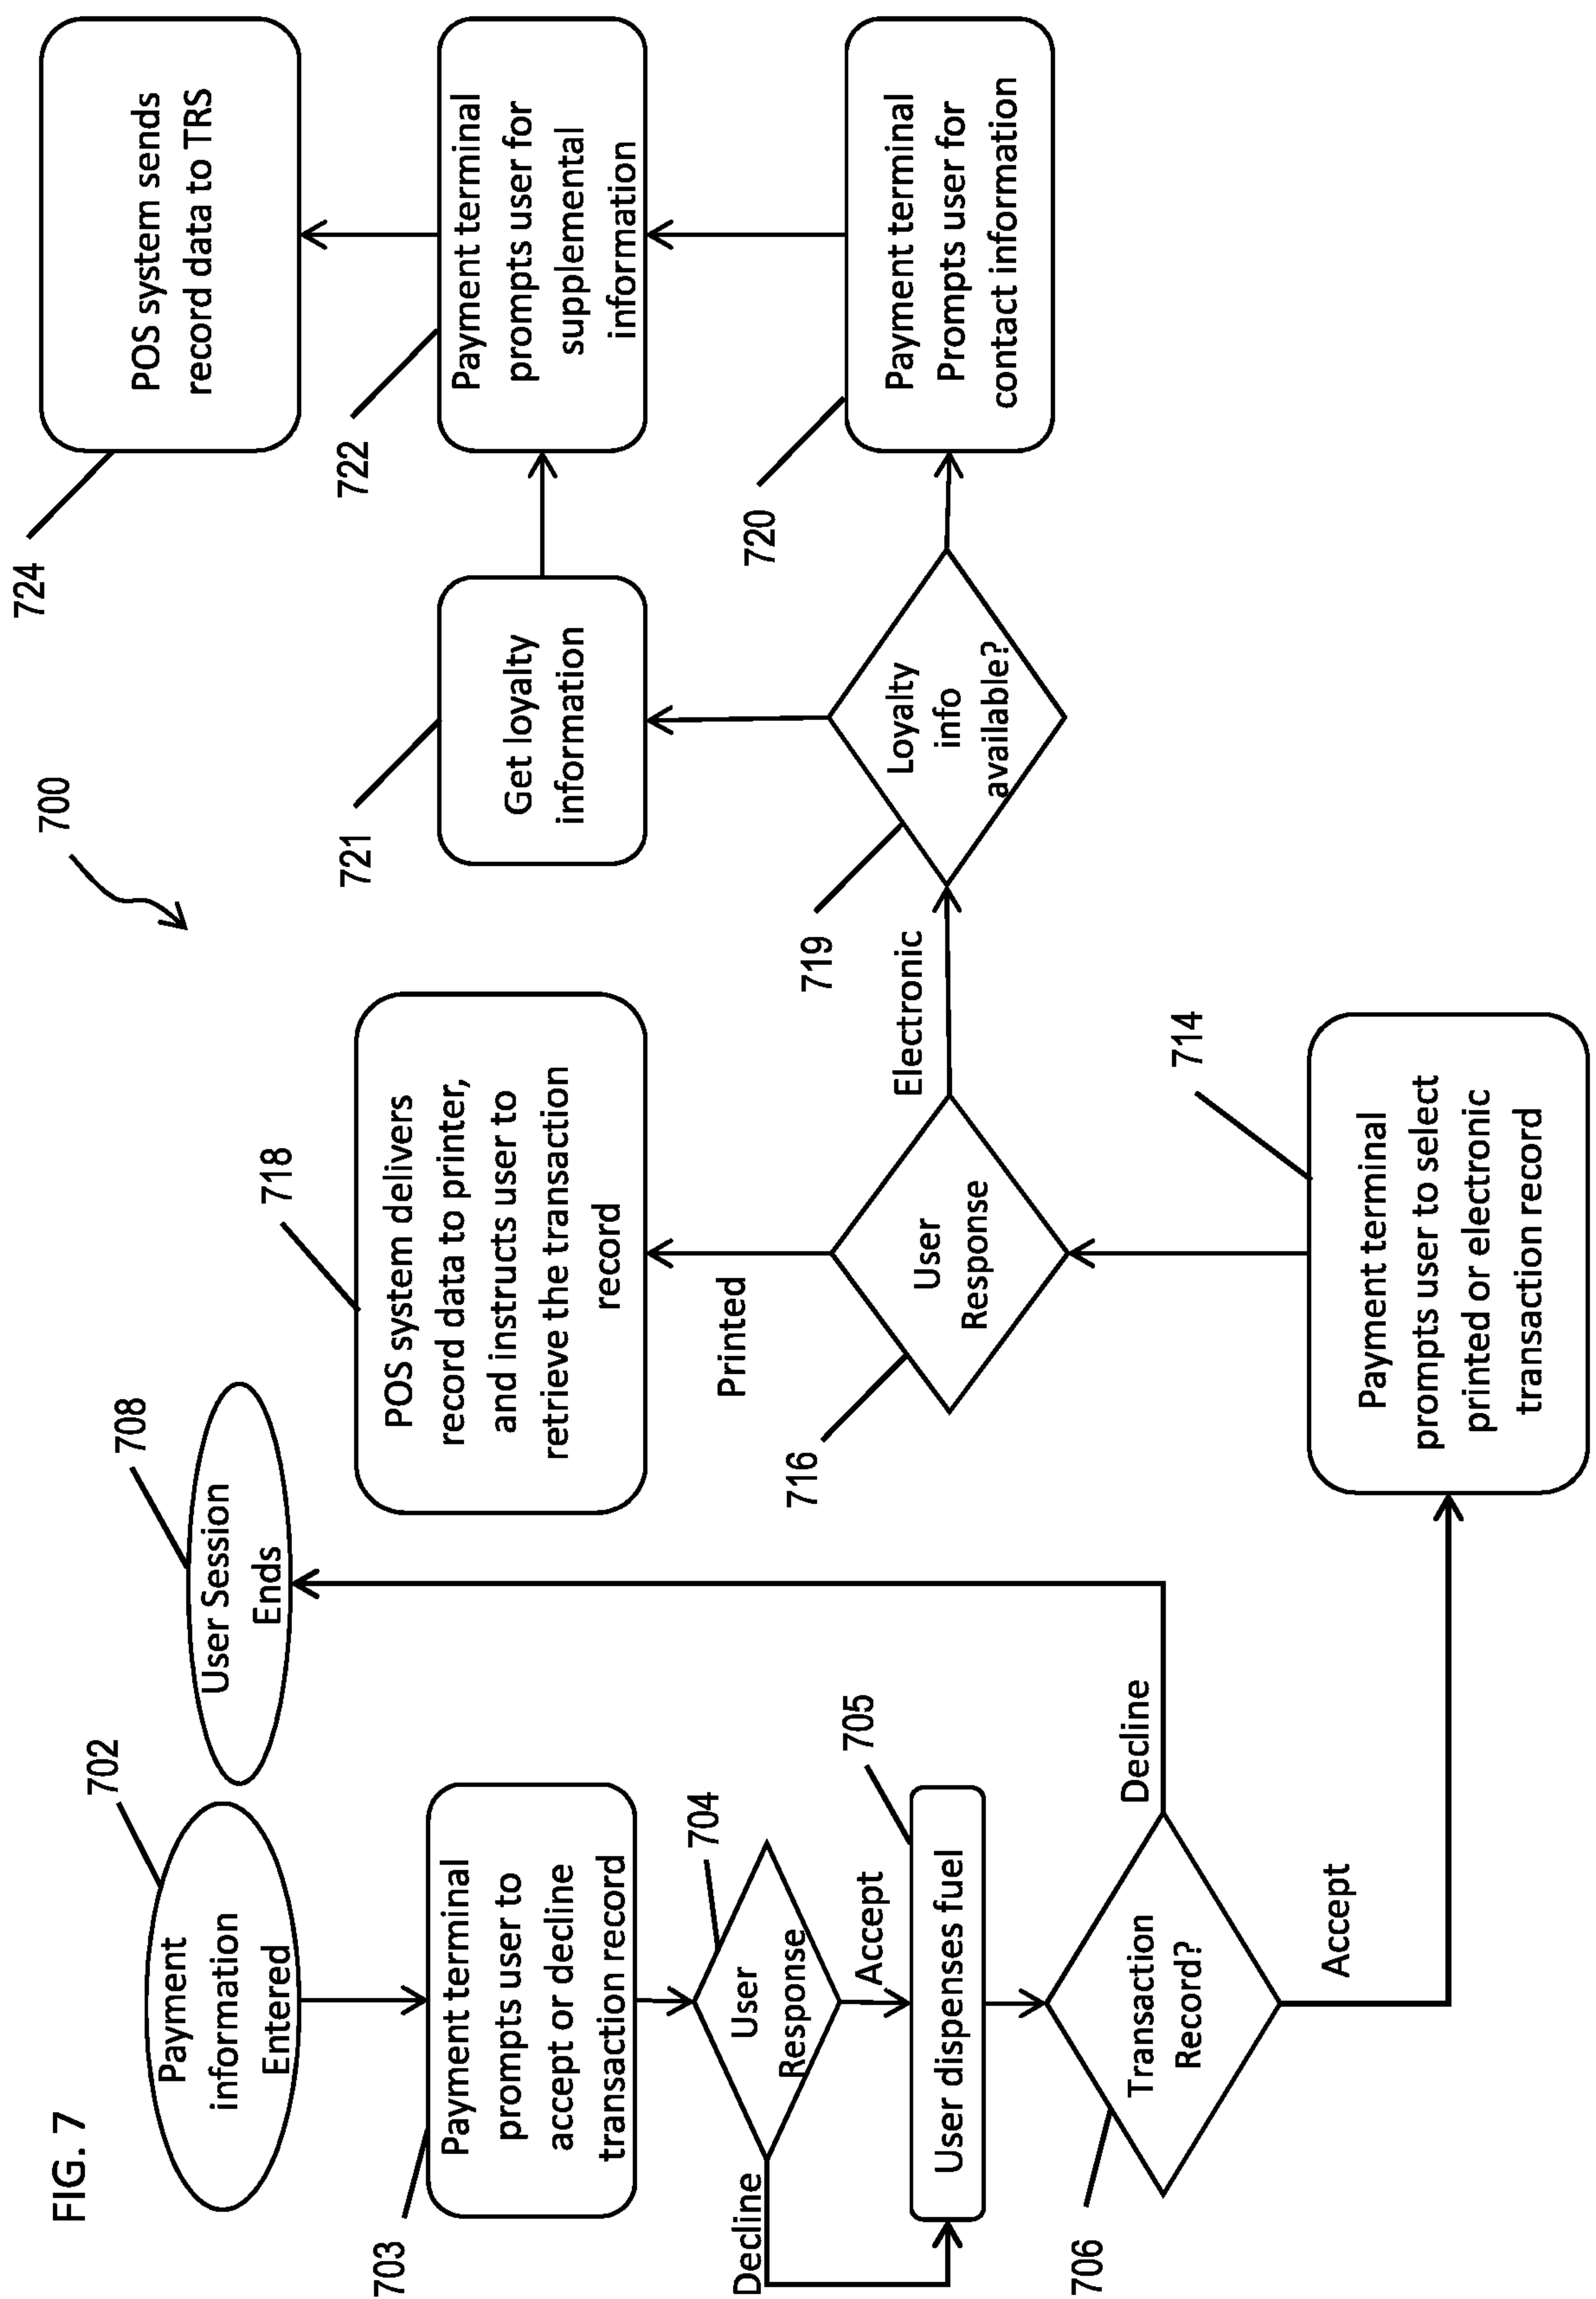 FIG. 7
700
702
Payment
information
Entered
703
Payment terminal
prompts user to
accept or decline
transaction record
704
User
Response
Decline
Accept
705
User dispenses fuel
706
Transaction
Record?
Decline
Accept
708
User Session
Ends
714
Payment terminal
prompts user to select
printed or electronic
transaction record
716
User
Response
Printed
Electronic
718
POS system delivers
record data to printer,
and instructs user to
retrieve the transaction
record
719
Loyalty
info
available?
721
Get loyalty
information
720
Payment terminal
Prompts user for
contact information
722
Payment terminal
prompts user for
supplemental
information
724
POS system sends
record data to TRS